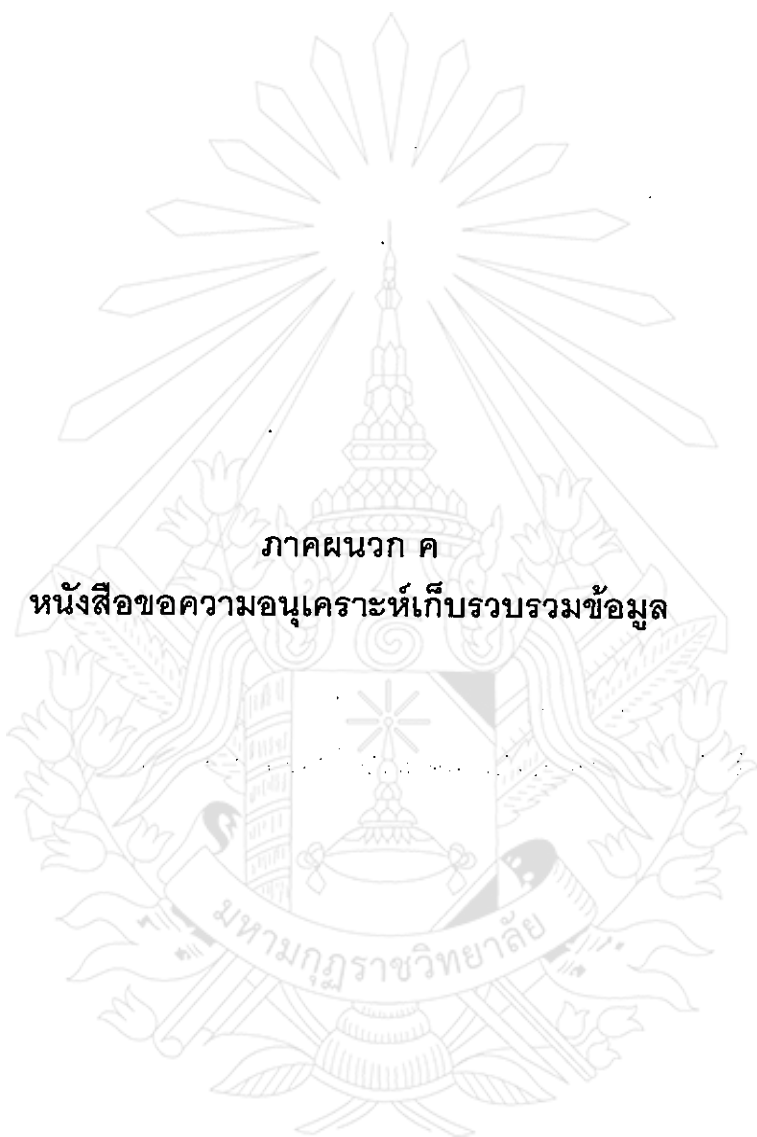 ภาคผนวก ค
หนังสือขอความอนุเคราะห์เก็บรวบรวมข้อมูล
มหามกุฏราชวิทยาลัย